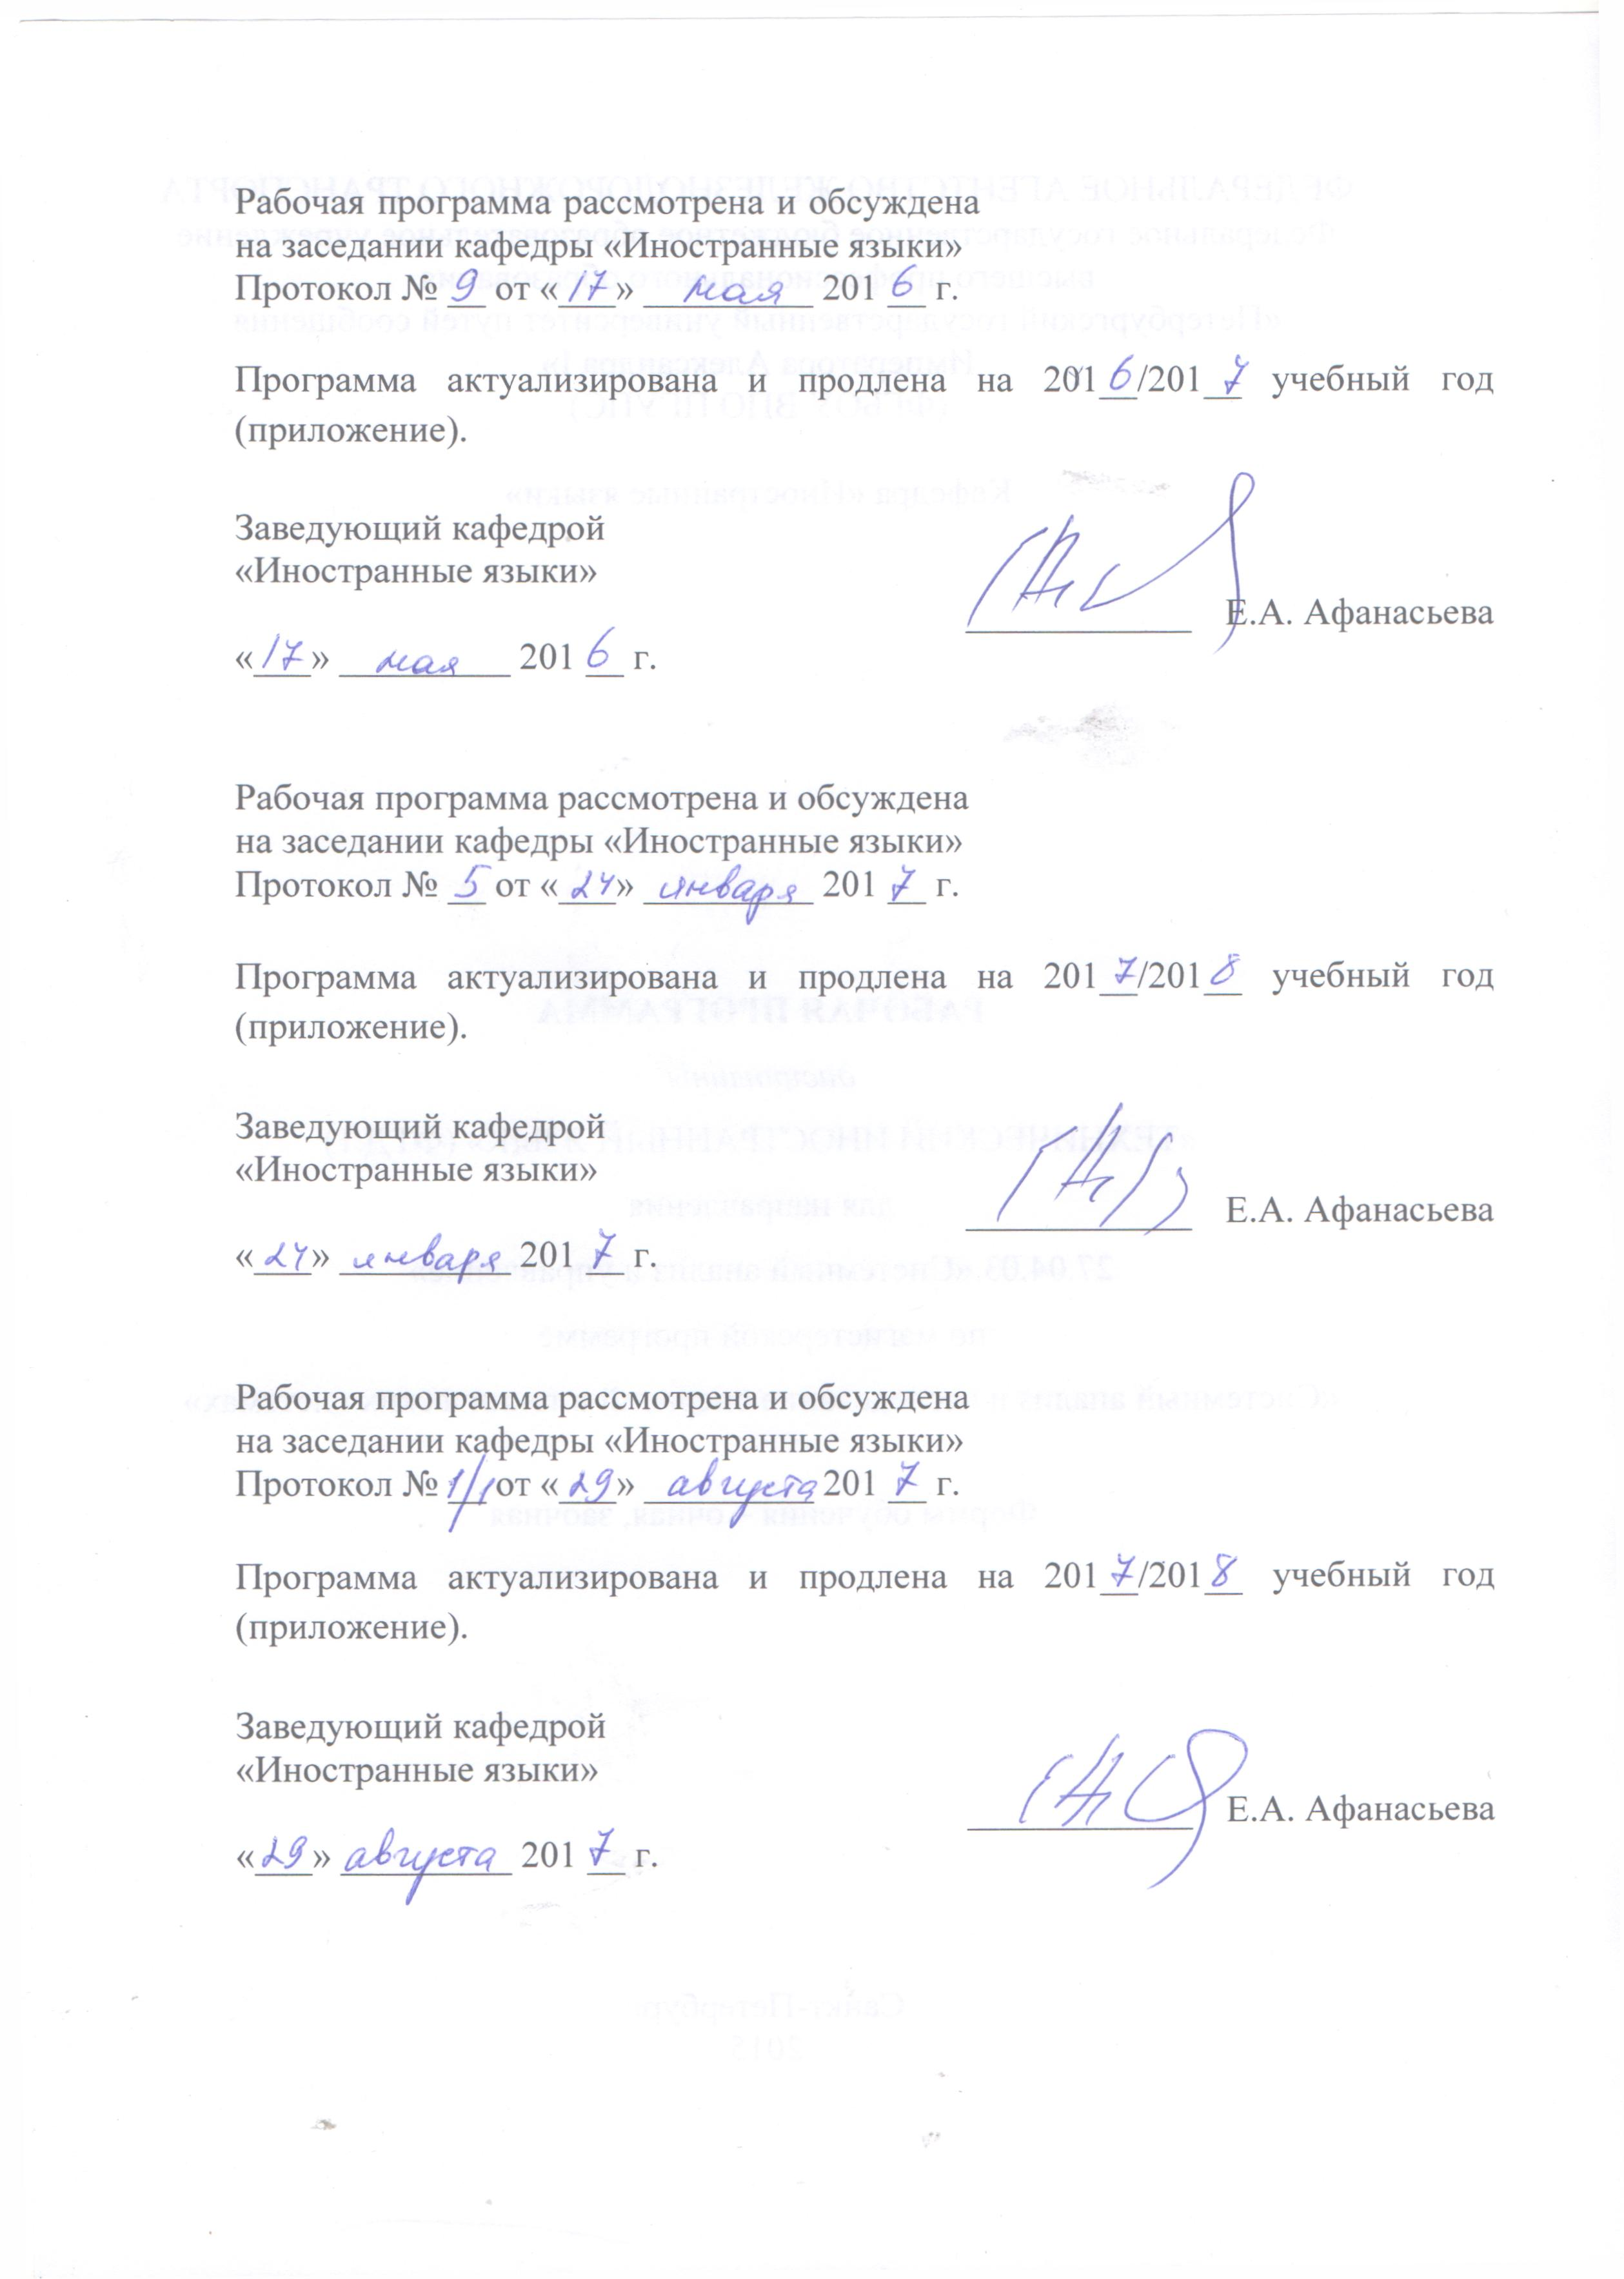 Рабочая программа рассмотрена и обсуждена
на заседании кафедры «Иностранные языки»
Протокол № 9 от «17» мая 2016 г.
Программа актуализирована и продлена на 2016/2017 учебный год
(приложение).
Заведующий кафедрой
«Иностранные языки»
Е.А. Афанасьева
«17» мая 2016 г.
Рабочая программа рассмотрена и обсуждена
на заседании кафедры «Иностранные языки»
Протокол № 5 от «24» января 2017 г.
Программа актуализирована и продлена на 2017/2018 учебный год
(приложение).
Заведующий кафедрой
«Иностранные языки»
Е.А. Афанасьева
«24» января 2017 г.
Рабочая программа рассмотрена и обсуждена
на заседании кафедры «Иностранные языки»
Протокол № 1/1 от «29» августа 2017 г.
Программа актуализирована и продлена на 2017/2018 учебный год
(приложение).
Заведующий кафедрой
«Иностранные языки»
Е.А. Афанасьева
«29» августа 2017 г.